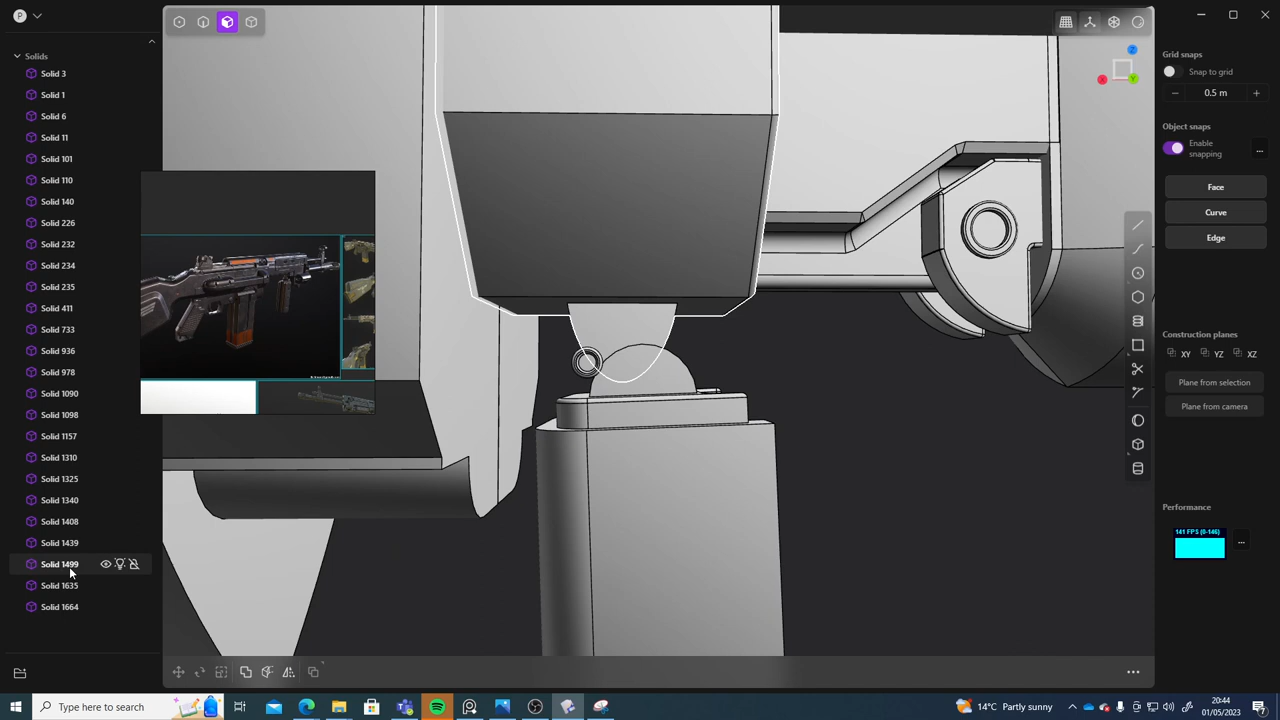 P
Solids
Solid 3
Solid 1
Solid 6
Solid 11
Solid 101
Solid 110
Solid 140
Solid 226
Solid 232
Solid 234
Solid 235
Solid 411
Solid 733
Solid 936
Solid 978
Solid 1090
Solid 1098
Solid 1157
Solid 1310
Solid 1325
Solid 1340
Solid 1408
Solid 1439
Solid 1499
Solid 1635
Solid 1664
Z
X
Y
Grid snaps
Snap to grid
0.5 m
Object snaps
Enable
snapping
...
Face
Curve
Edge
Construction planes
XY
YZ
XZ
Plane from selection
Plane from camera
Performance
141 FPS (0-146)
...
Type here to search
14°C Partly sunny
20:44
01/05/2023